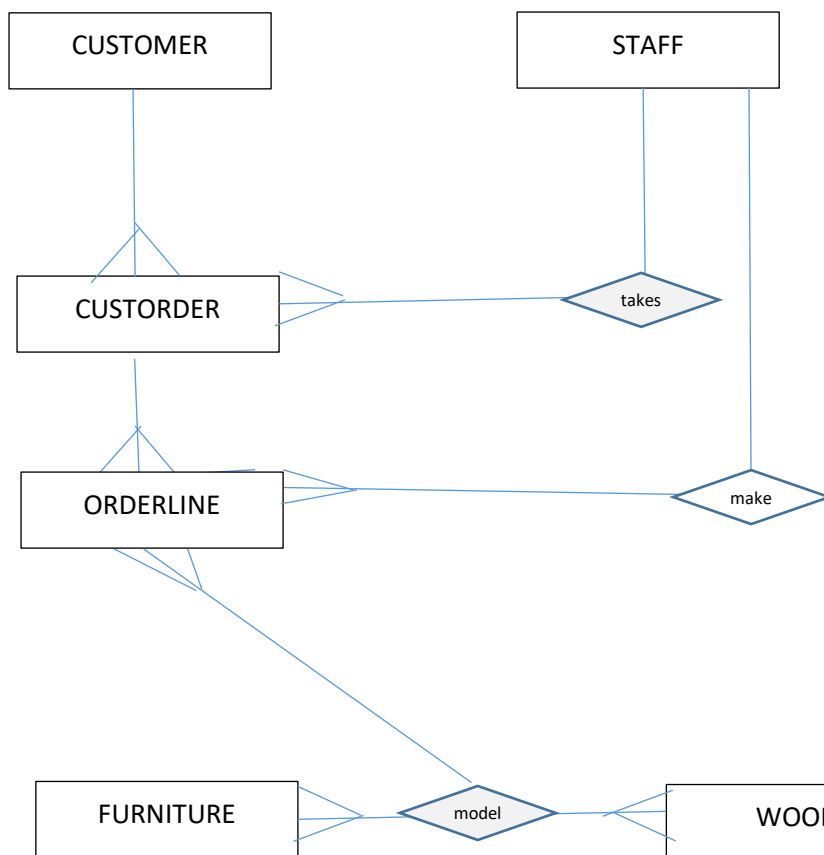 CUSTOMER
STAFF
CUSTORDER
takes
ORDERLINE
make
FURNITURE
model